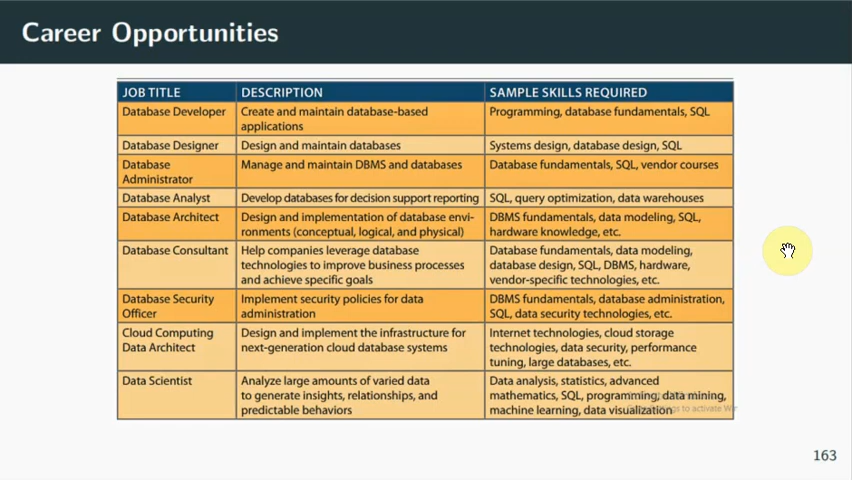 Career Opportunities
JOB TITLE DESCRIPTION SAMPLE SKILLS REQUIRED
Database Developer Create and maintain database-based Programming, database fundamentals, SQL
applications
Database Designer Design and maintain databases Systems design, database design, SQL
Database Manage and maintain DBMS and databases Database fundamentals, SQL, vendor courses
Administrator
Database Analyst Develop databases for decision support reporting SQL, query optimization, data warehouses
Database Architect Design and implementation of database envi- DBMS fundamentals, data modeling, SQL,
ronments (conceptual, logical, and physical) hardware knowledge, etc.
Database Consultant Help companies leverage database Database fundamentals, data modeling,
technologies to improve business processes database design, SQL, DBMS, hardware,
and achieve specific goals vendor-specific technologies, etc.
Database Security Implement security policies for data DBMS fundamentals, database administration,
Officer administration SQL, data security technologies, etc.
Cloud Computing Design and implement the infrastructure for Internet technologies, cloud storage
Data Architect next-generation cloud database systems technologies, data security, performance
tuning, large databases, etc.
Data Scientist Analyze large amounts of varied data Data analysis, statistics, advanced
to generate insights, relationships, and mathematics, SQL, programming, data mining,
predictable behaviors machine learning, data visualization
163